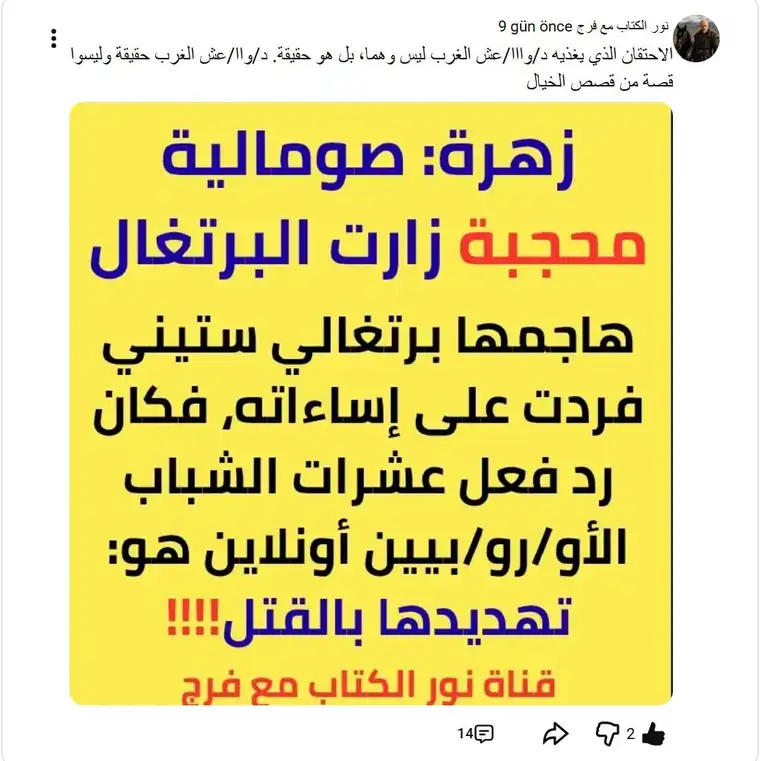 نور الكتاب مع فرج 9 gün önce
الاحتقان الذي يغذيه د/وااا/عش الغرب ليس وهما، بل هو حقيقة. د/واا/عش الغرب حقيقة وليسوا
قصة من قصص الخيال
زهرة: صومالية
محجبة زارت البرتغال
هاجمها برتغالي ستيني
فردت على إساءاته, فكان
رد فعل عشرات الشباب
الأو/رو/بيين أونلاين هو:
تهديدها بالقتل!!!!
قناة نور الكتاب مع فرج
2
14